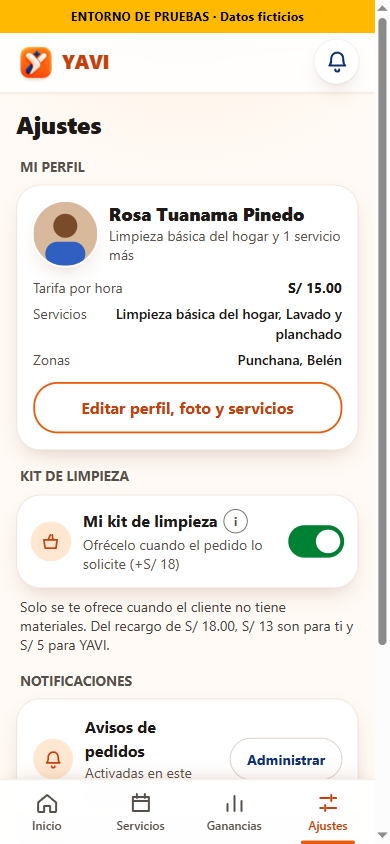 ENTORNO DE PRUEBAS · Datos ficticios
YAVI
Ajustes
MI PERFIL
Rosa Tuanama Pinedo
Limpieza básica del hogar y 1 servicio
más
Tarifa por hora S/ 15.00
Servicios Limpieza básica del hogar, Lavado y
planchado
Zonas Punchana, Belén
Editar perfil, foto y servicios
KIT DE LIMPIEZA
Mi kit de limpieza i
Ofrécelo cuando el pedido lo
solicite (+S/ 18)
Solo se te ofrece cuando el cliente no tiene
materiales. Del recargo de S/ 18.00, S/ 13 son para ti y
S/ 5 para YAVI.
NOTIFICACIONES
Avisos de
pedidos
Activadas en este
Administrar
Inicio Servicios Ganancias Ajustes